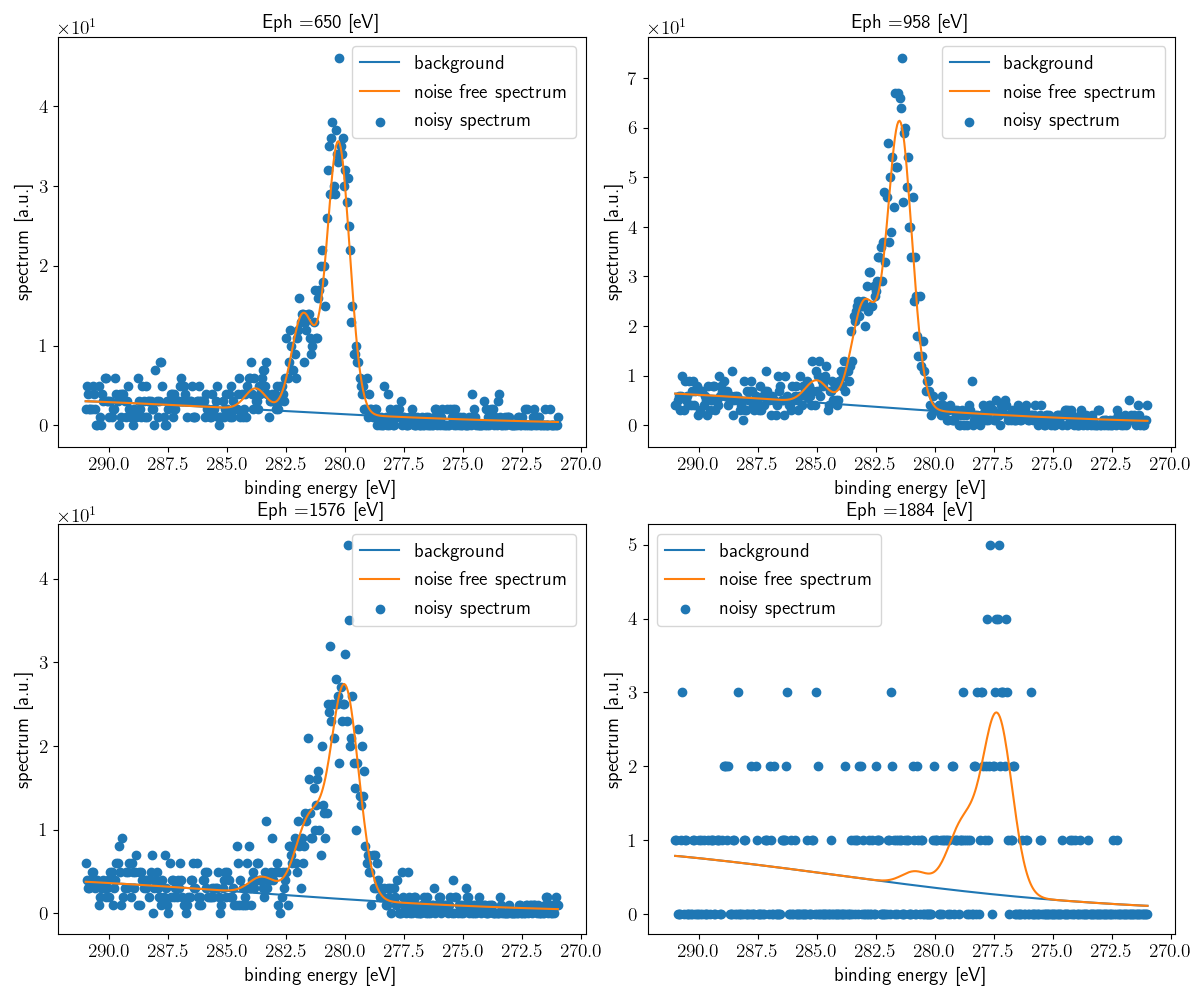 ×10¹
Eph =650 [eV]
background
noise free spectrum
noisy spectrum
spectrum [a.u.]
4
3
2
1
0
290.0 287.5 285.0 282.5 280.0 277.5 275.0 272.5 270.0
binding energy [eV]
×10¹
Eph =958 [eV]
background
noise free spectrum
noisy spectrum
spectrum [a.u.]
7
6
5
4
3
2
1
0
290.0 287.5 285.0 282.5 280.0 277.5 275.0 272.5 270.0
binding energy [eV]
×10¹
Eph =1576 [eV]
background
noise free spectrum
noisy spectrum
spectrum [a.u.]
4
3
2
1
0
290.0 287.5 285.0 282.5 280.0 277.5 275.0 272.5 270.0
binding energy [eV]
Eph =1884 [eV]
background
noise free spectrum
noisy spectrum
spectrum [a.u.]
5
4
3
2
1
0
290.0 287.5 285.0 282.5 280.0 277.5 275.0 272.5 270.0
binding energy [eV]